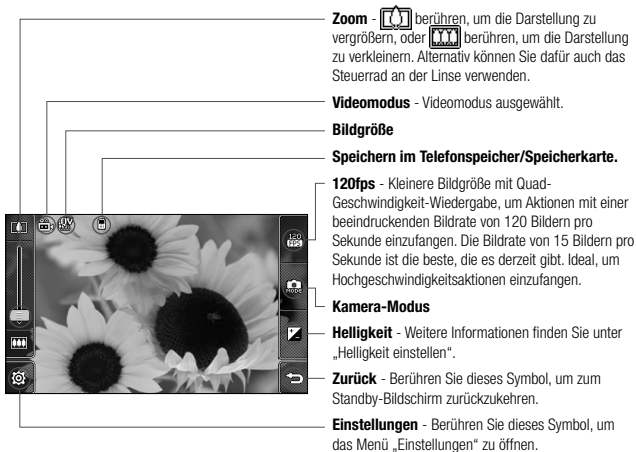 Zoom - berühren, um die Darstellung zu
vergrößern, oder berühren, um die Darstellung
zu verkleinern. Alternativ können Sie dafür auch das
Steuerrad an der Linse verwenden.
Videomodus - Videomodus ausgewählt.
Bildgröße
Speichern im Telefonspeicher/Speicherkarte.
120fps - Kleinere Bildgröße mit Quad-
Geschwindigkeit-Wiedergabe, um Aktionen mit einer
beeindruckenden Bildrate von 120 Bildern pro
Sekunde einzufangen. Die Bildrate von 15 Bildern pro
Sekunde ist die beste, die es derzeit gibt. Ideal, um
Hochgeschwindigkeitsaktionen einzufangen.
Kamera-Modus
Helligkeit - Weitere Informationen finden Sie unter
„Helligkeit einstellen“.
Zurück - Berühren Sie dieses Symbol, um zum
Standby-Bildschirm zurückzukehren.
Einstellungen - Berühren Sie dieses Symbol, um
das Menü „Einstellungen“ zu öffnen.
120
FPS
MODE